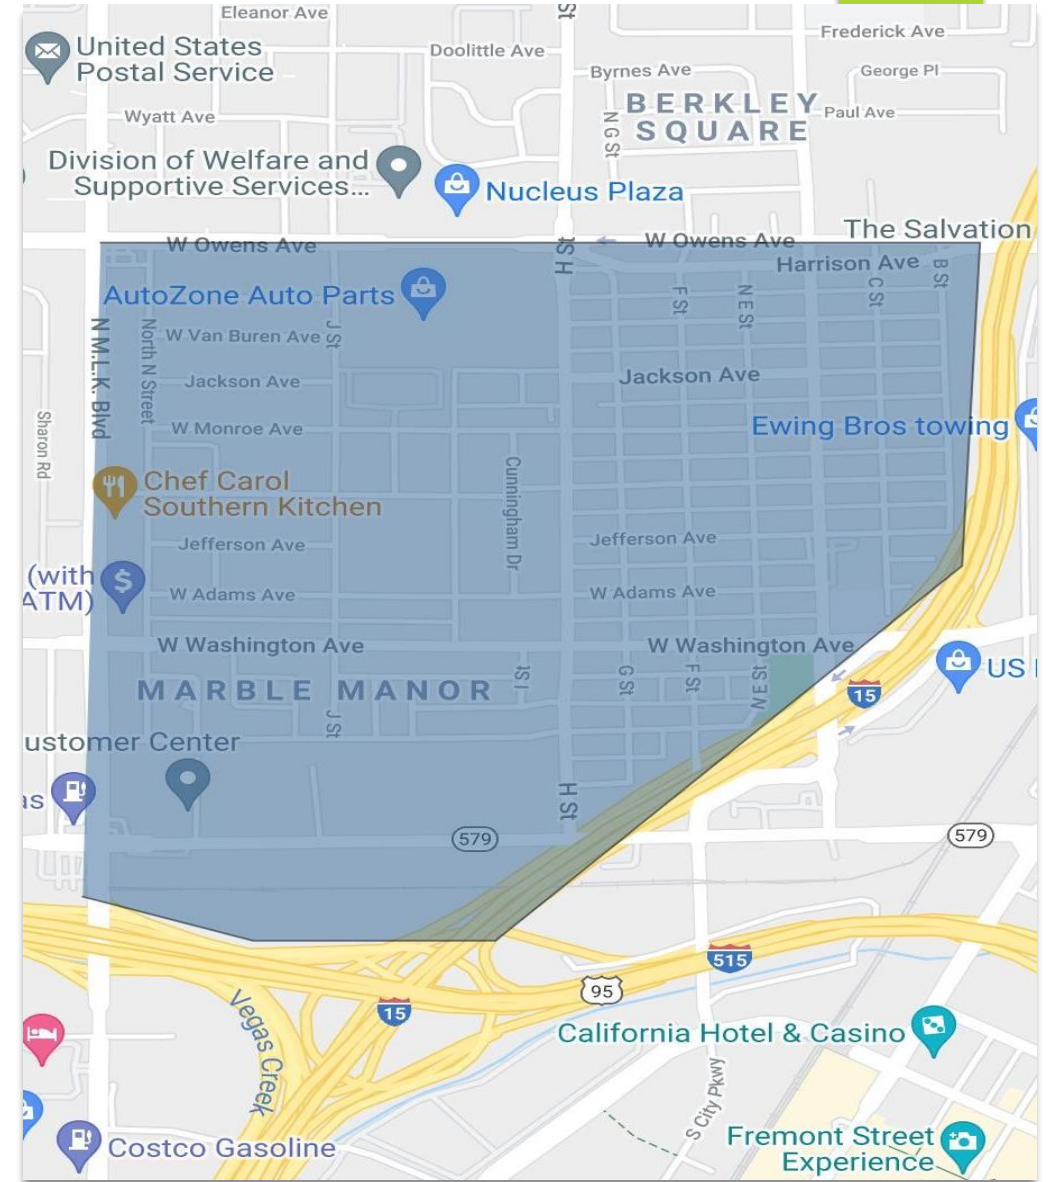 Eleanor Ave
St
Frederick Ave
United States
Postal Service
Doolittle Ave
Byrnes Ave
George Pl
BERKLEY
SQUARE
Wyatt Ave
Paul Ave
N G St
Division of Welfare and
Supportive Services...
Nucleus Plaza
The Salvation
W Owens Ave
H St
W Owens Ave
Harrison Ave
B St
AutoZone Auto Parts
F St
N E St
C St
N M.L.K. Blvd
North N Street
W Van Buren Ave
J St
Jackson Ave
Jackson Ave
Sharon Rd
W Monroe Ave
Ewing Bros towing
Chef Carol
Southern Kitchen
Cunningham Dr
Jefferson Ave
Jefferson Ave
(with
ATM)
W Adams Ave
W Adams Ave
W Washington Ave
W Washington Ave
MARBLE MANOR
I St
G St
F St
N E St
US
15
J St
ustomer Center
as
H St
579
579
515
95
15
Vegas Creek
California Hotel & Casino
S City Pkwy
Costco Gasoline
Fremont Street
Experience